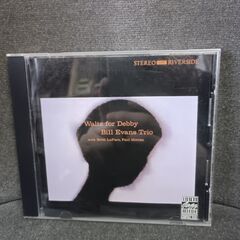 STEREO RIVERSIDE
Waltz for Debby
Bill Evans Trio
with Scott LaFaro, Paul Motian